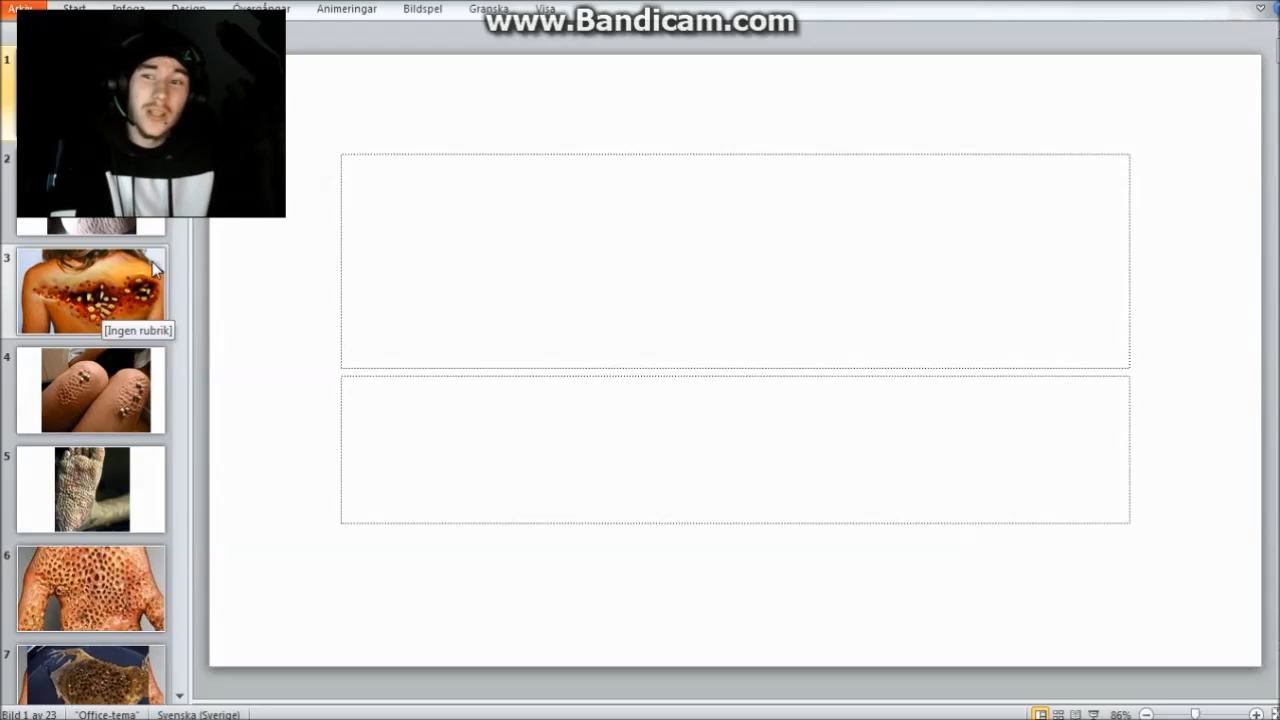 www.Bandicam.com
Arkiv Start Infoga Design Övergångar Animeringar Bildspel Granska Visa
1
2
3
[Ingen rubrik]
4
5
6
7
Bild 1 av 23 "Office-tema" Svenska (Sverige) 86%